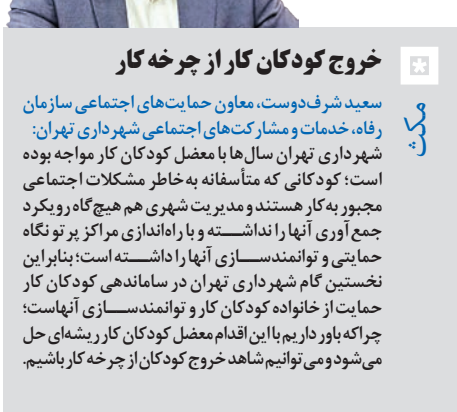 خروج کودکان کار از چرخه کار
مکث
سعید شرف‌دوست، معاون حمایت‌های اجتماعی سازمان
رفاه، خدمات و مشارکت‌های اجتماعی شهرداری تهران:
شهرداری تهران سال‌ها با معضل کودکان کار مواجه بوده
است؛ کودکانی که متأسفانه به‌خاطر مشکلات اجتماعی
مجبور به کار هستند و مدیریت شهری هم هیچ‌گاه رویکرد
جمع‌آوری آنها را نداشته و با راه‌اندازی مراکز پرتو نگاه
حمایتی و توانمندسازی آنها را داشته است؛ بنابراین
نخستین گام شهرداری تهران در ساماندهی کودکان کار
حمایت از خانواده کودکان کار و توانمندسازی آنهاست؛
چراکه باور داریم با این اقدام معضل کودکان کار ریشه‌ای حل
می‌شود و می‌توانیم شاهد خروج کودکان از چرخه کار باشیم.